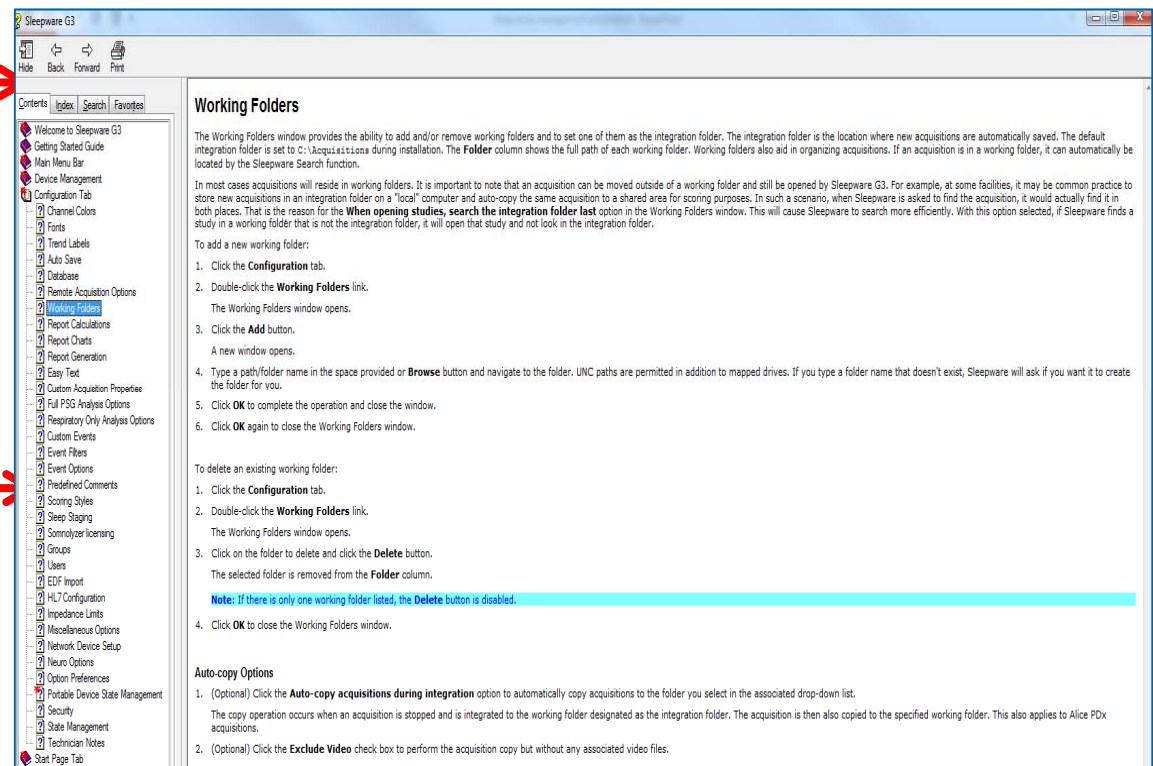 Sleepware G3
Hide Back Forward Print
Contents Index Search Favorites
Welcome to Sleepware G3
Getting Started Guide
Main Menu Bar
Device Management
Configuration Tab
Channel Colors
Fonts
Trend Labels
Auto Save
Database
Remote Acquisition Options
Working Folders
Report Calculations
Report Charts
Report Generation
Easy Text
Custom Acquisition Properties
Full PSG Analysis Options
Respiratory Only Analysis Options
Custom Events
Event Filters
Event Options
Predefined Comments
Scoring Styles
Sleep Staging
Somnolyzer licensing
Groups
Users
EDF Import
HL7 Configuration
Impedance Limits
Miscellaneous Options
Network Device Setup
Neuro Options
Option Preferences
Portable Device State Management
Security
State Management
Technician Notes
Start Page Tab
Working Folders
The Working Folders window provides the ability to add and/or remove working folders and to set one of them as the integration folder. The integration folder is the location where new acquisitions are automatically saved. The default
integration folder is set to C:\Acquisitions during installation. The Folder column shows the full path of each working folder. Working folders also aid in organizing acquisitions. If an acquisition is in a working folder, it can automatically be
located by the Sleepware Search function.
In most cases acquisitions will reside in working folders. It is important to note that an acquisition can be moved outside of a working folder and still be opened by Sleepware G3. For example, at some facilities, it may be common practice to
store new acquisitions in an integration folder on a "local" computer and auto-copy the same acquisition to a shared area for scoring purposes. In such a scenario, when Sleepware is asked to find the acquisition, it would actually find it in
both places. That is the reason for the When opening studies, search the integration folder last option in the Working Folders window. This will cause Sleepware to search more efficiently. With this option selected, if Sleepware finds a
study in a working folder that is not the integration folder, it will open that study and not look in the integration folder.
To add a new working folder:
1. Click the Configuration tab.
2. Double-click the Working Folders link.
The Working Folders window opens.
3. Click the Add button.
A new window opens.
4. Type a path/folder name in the space provided or Browse button and navigate to the folder. UNC paths are permitted in addition to mapped drives. If you type a folder name that doesn't exist, Sleepware will ask if you want it to create
the folder for you.
5. Click OK to complete the operation and close the window.
6. Click OK again to close the Working Folders window.
To delete an existing working folder:
1. Click the Configuration tab.
2. Double-click the Working Folders link.
The Working Folders window opens.
3. Click on the folder to delete and click the Delete button.
The selected folder is removed from the Folder column.
Note: If there is only one working folder listed, the Delete button is disabled.
4. Click OK to close the Working Folders window.
Auto-copy Options
1. (Optional) Click the Auto-copy acquisitions during integration option to automatically copy acquisitions to the folder you select in the associated drop-down list.
The copy operation occurs when an acquisition is stopped and is integrated to the working folder designated as the integration folder. The acquisition is then also copied to the specified working folder. This also applies to Alice PDx
acquisitions.
2. (Optional) Click the Exclude Video check box to perform the acquisition copy but without any associated video files.